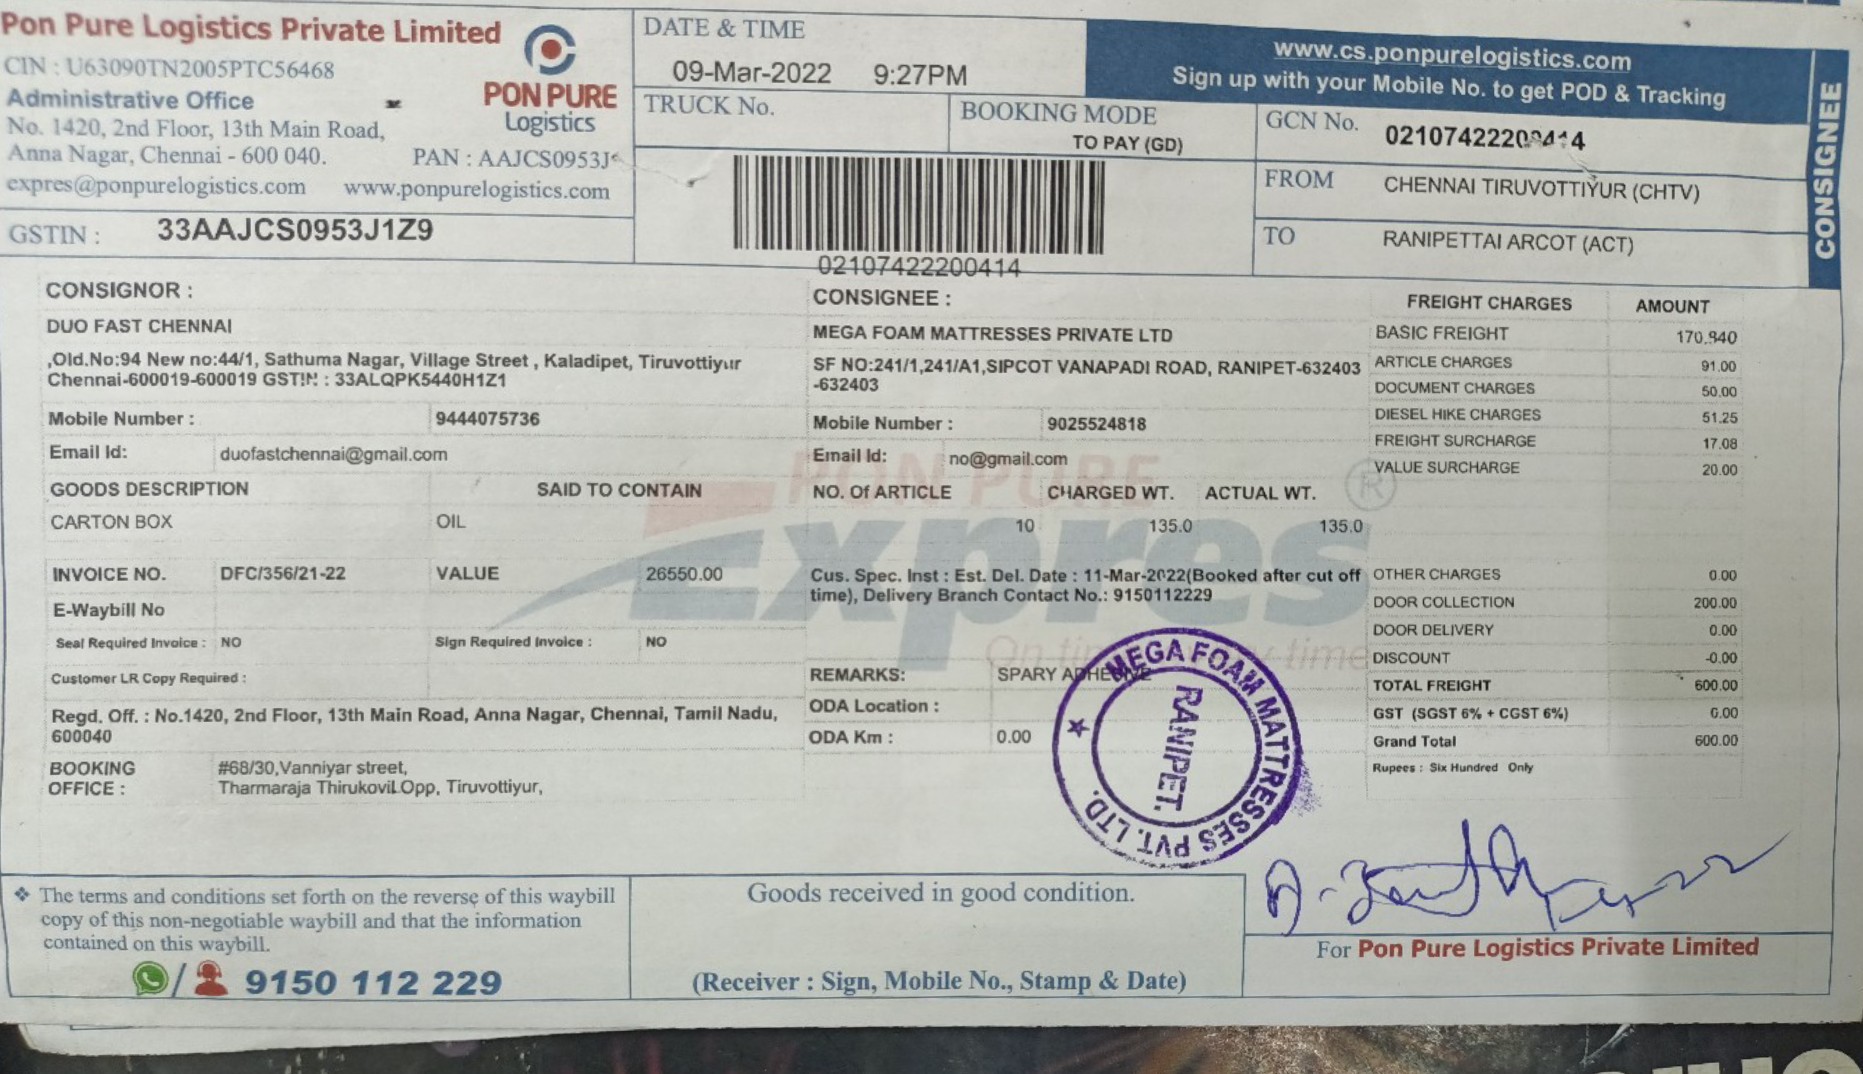 Pon Pure Logistics Private Limited
CIN : U63090TN2005PTC56468
Administrative Office
No. 1420, 2nd Floor, 13th Main Road,
Anna Nagar, Chennai - 600 040.
PAN : AAJCS0953J
expres@ponpurelogistics.com www.ponpurelogistics.com
PON PURE
Logistics
GSTIN : 33AAJCS0953J1Z9
DATE & TIME
09-Mar-2022 9:27PM
TRUCK No.
BOOKING MODE
TO PAY (GD)
02107422200414
www.cs.ponpurelogistics.com
Sign up with your Mobile No. to get POD & Tracking
GCN No. 02107422200414
FROM CHENNAI TIRUVOTTIYUR (CHTV)
TO RANIPETTAI ARCOT (ACT)
CONSIGNEE
CONSIGNOR :
DUO FAST CHENNAI
,Old.No:94 New no:44/1, Sathuma Nagar, Village Street , Kaladipet, Tiruvottiyur
Chennai-600019-600019 GSTIN : 33ALQPK5440H1Z1
Mobile Number : 9444075736
Email Id: duofastchennai@gmail.com
GOODS DESCRIPTION SAID TO CONTAIN
CARTON BOX OIL
INVOICE NO. DFC/356/21-22 VALUE 26550.00
E-Waybill No
Seal Required Invoice : NO Sign Required Invoice : NO
Customer LR Copy Required :
Regd. Off. : No.1420, 2nd Floor, 13th Main Road, Anna Nagar, Chennai, Tamil Nadu,
600040
BOOKING OFFICE : #68/30,Vanniyar street,
Tharmaraja Thirukovil.Opp, Tiruvottiyur,
CONSIGNEE :
MEGA FOAM MATTRESSES PRIVATE LTD
SF NO:241/1,241/A1,SIPCOT VANAPADI ROAD, RANIPET-632403
-632403
Mobile Number : 9025524818
Email Id: no@gmail.com
NO. Of ARTICLE CHARGED WT. ACTUAL WT.
10 135.0 135.0
Cus. Spec. Inst : Est. Del. Date : 11-Mar-2022(Booked after cut off
time), Delivery Branch Contact No.: 9150112229
REMARKS: SPARY ADHESIVE
ODA Location :
ODA Km : 0.00
PON PURE
Expres
MEGA FOAM MATTRESSES PVT. LTD.
RANIPET.
FREIGHT CHARGES AMOUNT
BASIC FREIGHT 170.840
ARTICLE CHARGES 91.00
DOCUMENT CHARGES 50.00
DIESEL HIKE CHARGES 51.25
FREIGHT SURCHARGE 17.08
VALUE SURCHARGE 20.00
OTHER CHARGES 0.00
DOOR COLLECTION 200.00
DOOR DELIVERY 0.00
DISCOUNT -0.00
TOTAL FREIGHT 600.00
GST (SGST 6% + CGST 6%) 0.00
Grand Total 600.00
Rupees : Six Hundred Only
❖ The terms and conditions set forth on the reverse of this waybill
copy of this non-negotiable waybill and that the information
contained on this waybill.
/ 9150 112 229
Goods received in good condition.
(Receiver : Sign, Mobile No., Stamp & Date)
For Pon Pure Logistics Private Limited